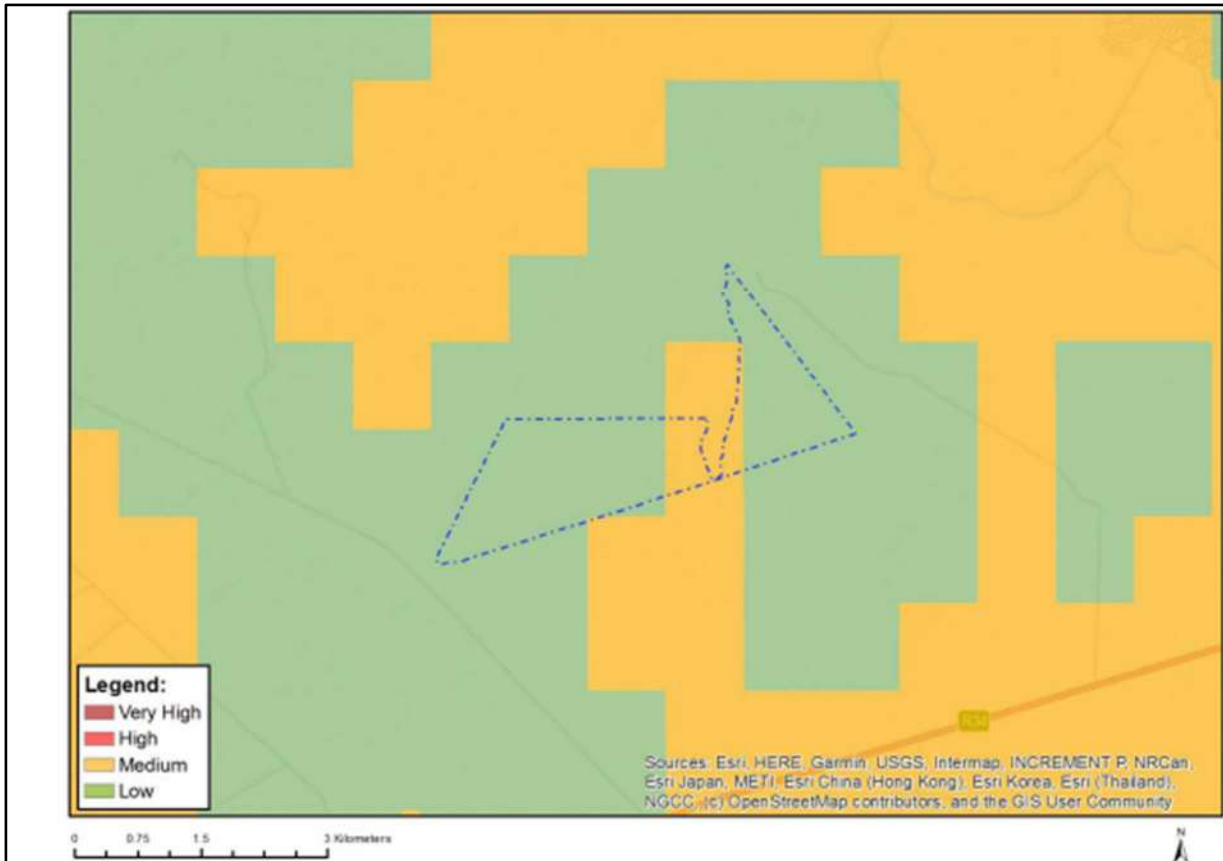 R34
Legend:
Very High
High
Medium
Low
Sources: Esri, HERE, Garmin, USGS, Intermap, INCREMENT P, NRCan,
Esri Japan, METI, Esri China (Hong Kong), Esri Korea, Esri (Thailand),
NGCC, (c) OpenStreetMap contributors, and the GIS User Community
0 0.75 1.5 3 Kilometers
N